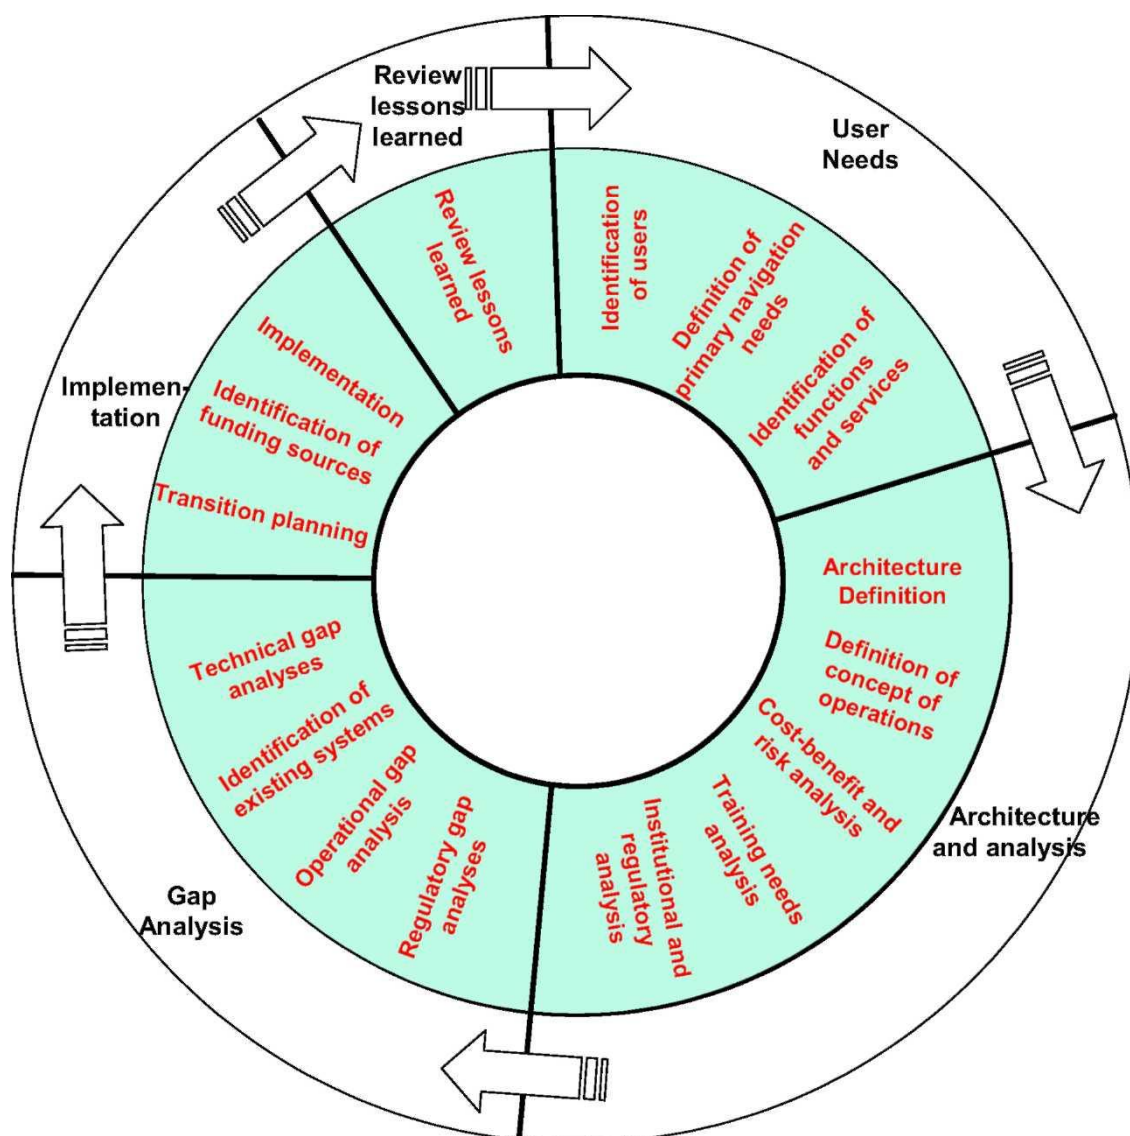 Review
lessons
learned
User
Needs
Architecture
and analysis
Gap
Analysis
Implemen-
tation
Review lessons
learned
Identification
of users
Definition of
primary navigation
needs
Identification of
functions
and services
Architecture
Definition
Definition of
concept of
operations
Cost-benefit and
risk analysis
Training needs
analysis
Institutional and
regulatory
analysis
Regulatory gap
analyses
Operational gap
analysis
Identification of
existing systems
Technical gap
analyses
Transition planning
Identification of
funding sources
Implementation